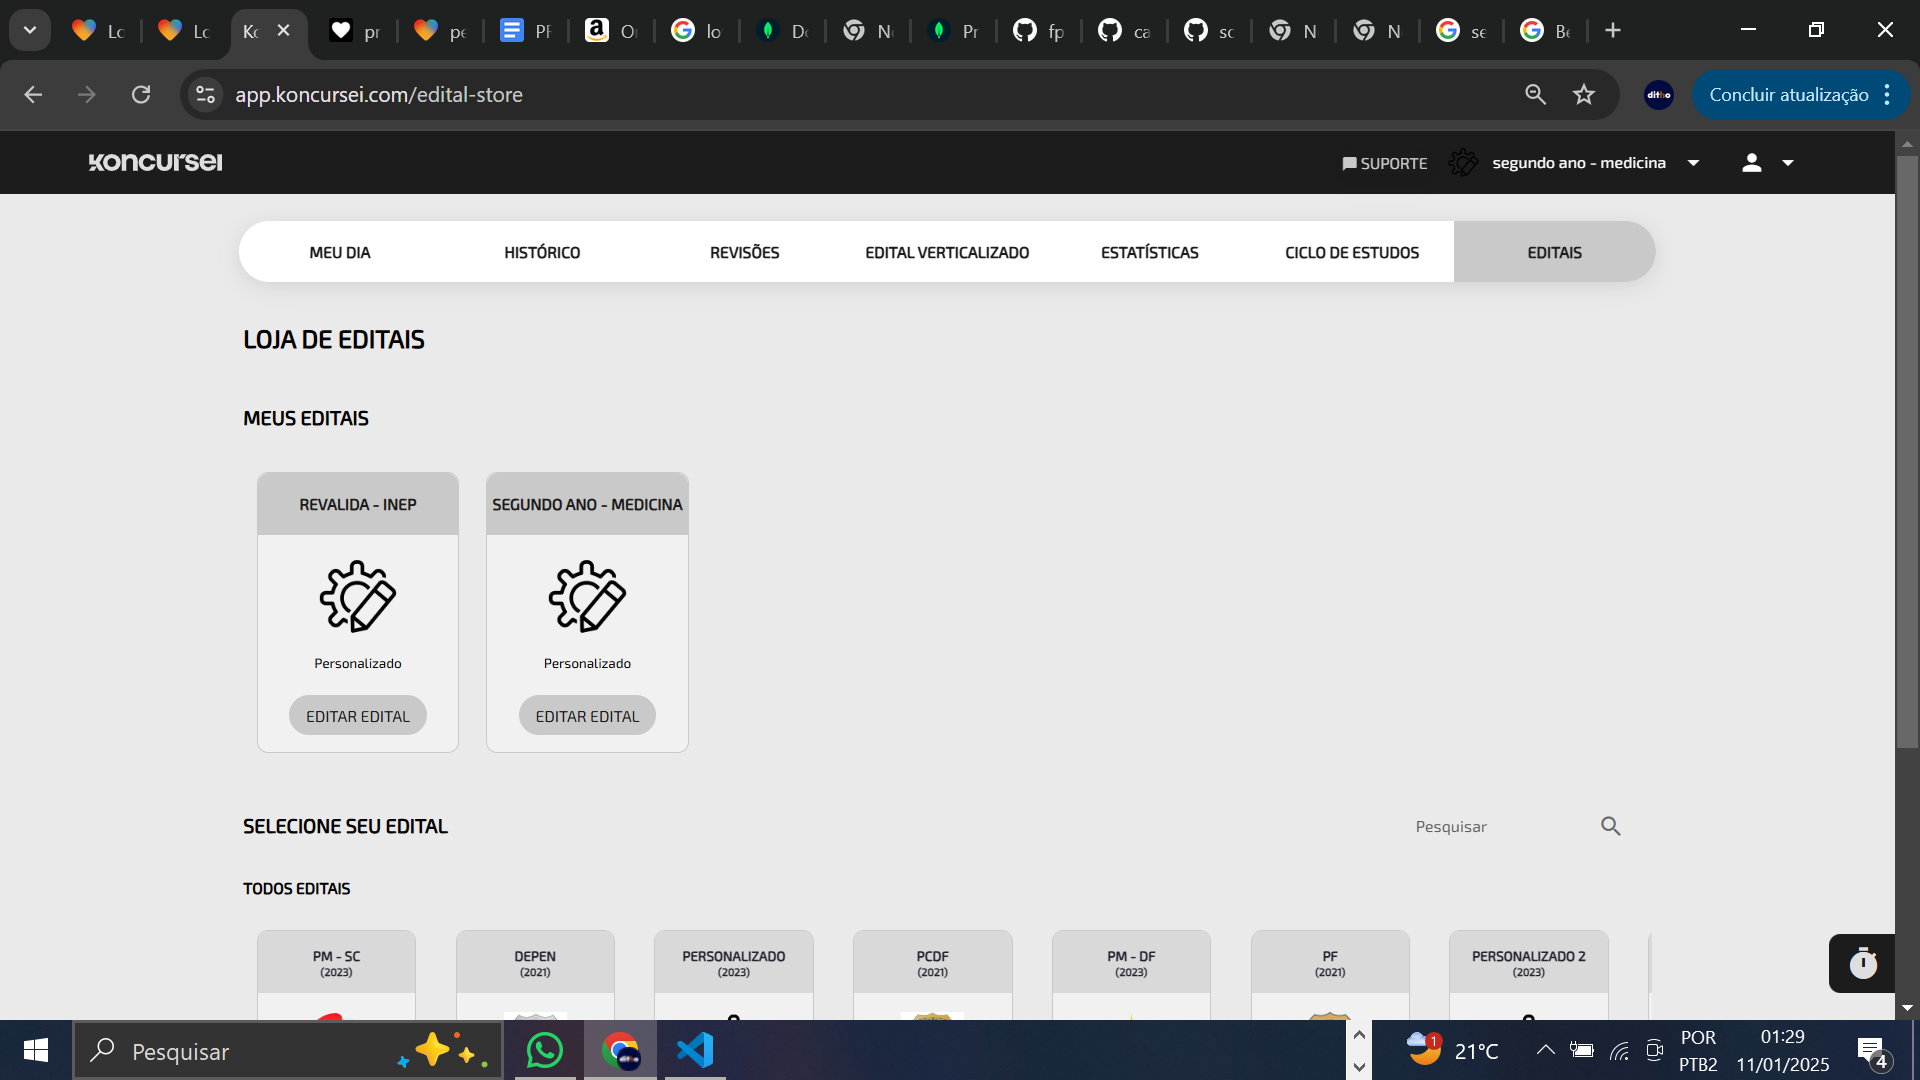 Lc
Lc
Kc
pr
pe
PF
O
lo
Dc
N
Pr
fp
ca
sc
N
N
se
Be
app.koncursei.com/edital-store
ditho
Concluir atualização
koncursei
SUPORTE
segundo ano - medicina
MEU DIA
HISTÓRICO
REVISÕES
EDITAL VERTICALIZADO
ESTATÍSTICAS
CICLO DE ESTUDOS
EDITAIS
LOJA DE EDITAIS
MEUS EDITAIS
REVALIDA - INEP
SEGUNDO ANO - MEDICINA
Personalizado
Personalizado
EDITAR EDITAL
EDITAR EDITAL
SELECIONE SEU EDITAL
Pesquisar
TODOS EDITAIS
PM - SC
(2023)
DEPEN
(2021)
PERSONALIZADO
(2023)
PCDF
(2021)
PM - DF
(2023)
PF
(2021)
PERSONALIZADO 2
(2023)
Pesquisar
1
21°C
POR
PTB2
01:29
11/01/2025
4